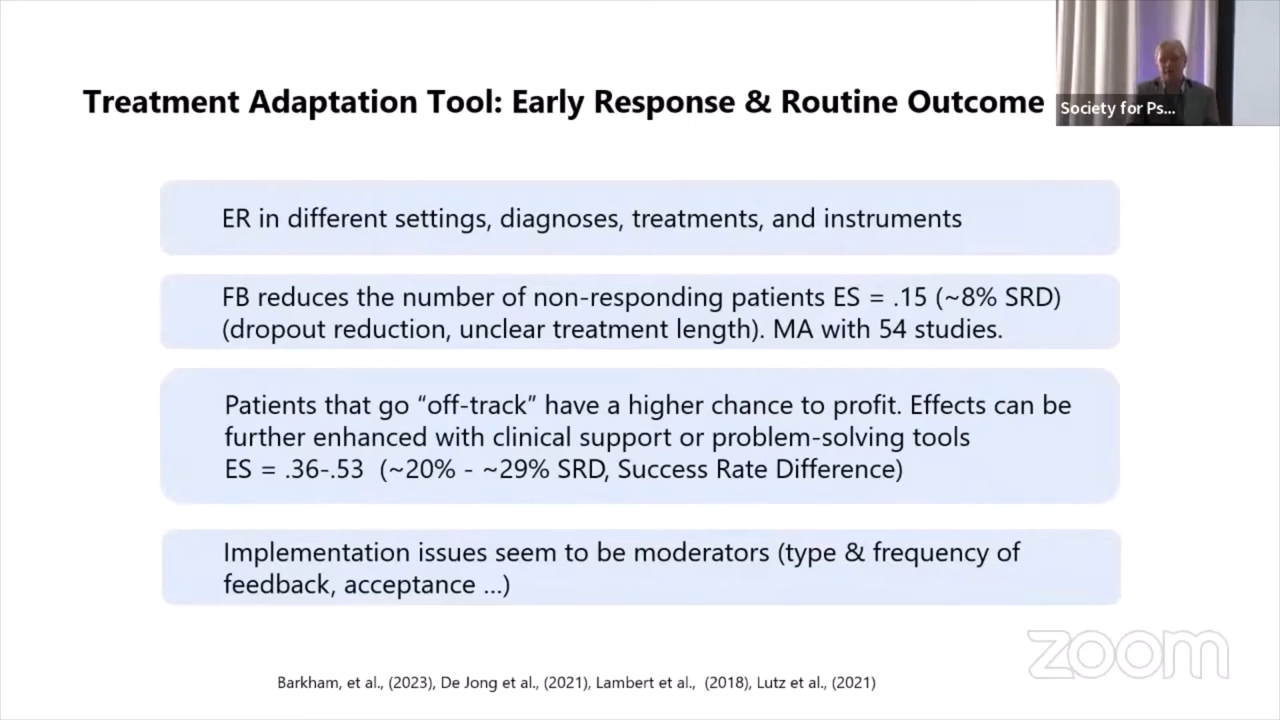 Treatment Adaptation Tool: Early Response & Routine Outcome
Society for Ps...
ER in different settings, diagnoses, treatments, and instruments
FB reduces the number of non-responding patients ES = .15 (~8% SRD)
(dropout reduction, unclear treatment length). MA with 54 studies.
Patients that go “off-track” have a higher chance to profit. Effects can be
further enhanced with clinical support or problem-solving tools
ES = .36-.53 (~20% - ~29% SRD, Success Rate Difference)
Implementation issues seem to be moderators (type & frequency of
feedback, acceptance ...)
zoom
Barkham, et al., (2023), De Jong et al., (2021), Lambert et al., (2018), Lutz et al., (2021)